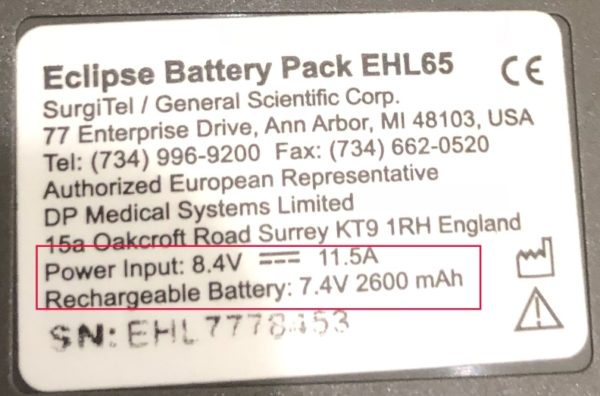 Eclipse Battery Pack EHL65 CE
SurgiTel / General Scientific Corp.
77 Enterprise Drive, Ann Arbor, MI 48103, USA
Tel: (734) 996-9200 Fax: (734) 662-0520
Authorized European Representative
DP Medical Systems Limited
15a Oakcroft Road Surrey KT9 1RH England
Power Input: 8.4V ⎓ 11.5A
Rechargeable Battery: 7.4V 2600 mAh
SN: